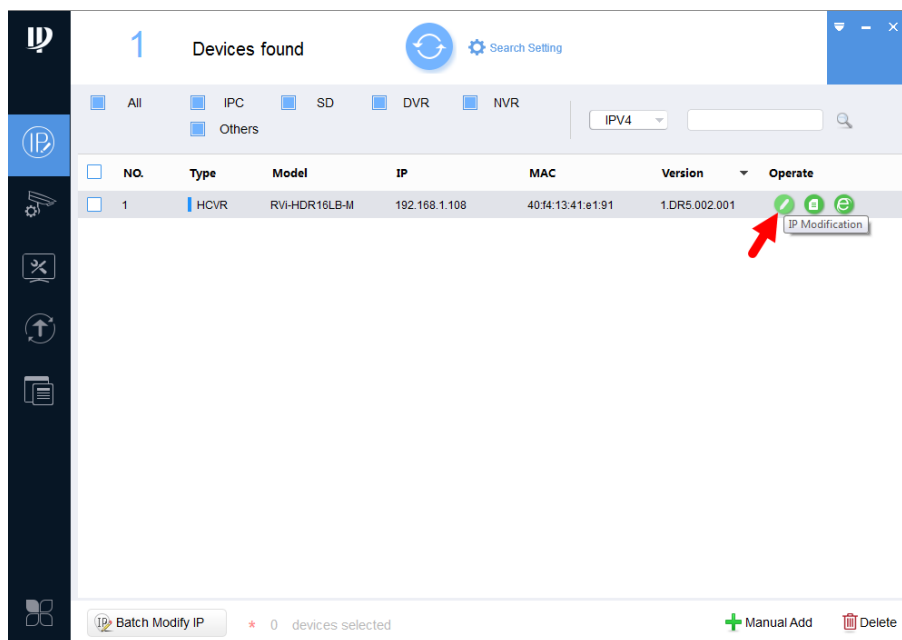 1 Devices found Search Setting
All IPC SD DVR NVR
Others
IPV4
NO. Type Model IP MAC Version Operate
1 HCVR RVi-HDR16LB-M 192.168.1.108 40:f4:13:41:e1:91 1.DR5.002.001
IP Modification
Batch Modify IP * 0 devices selected Manual Add Delete